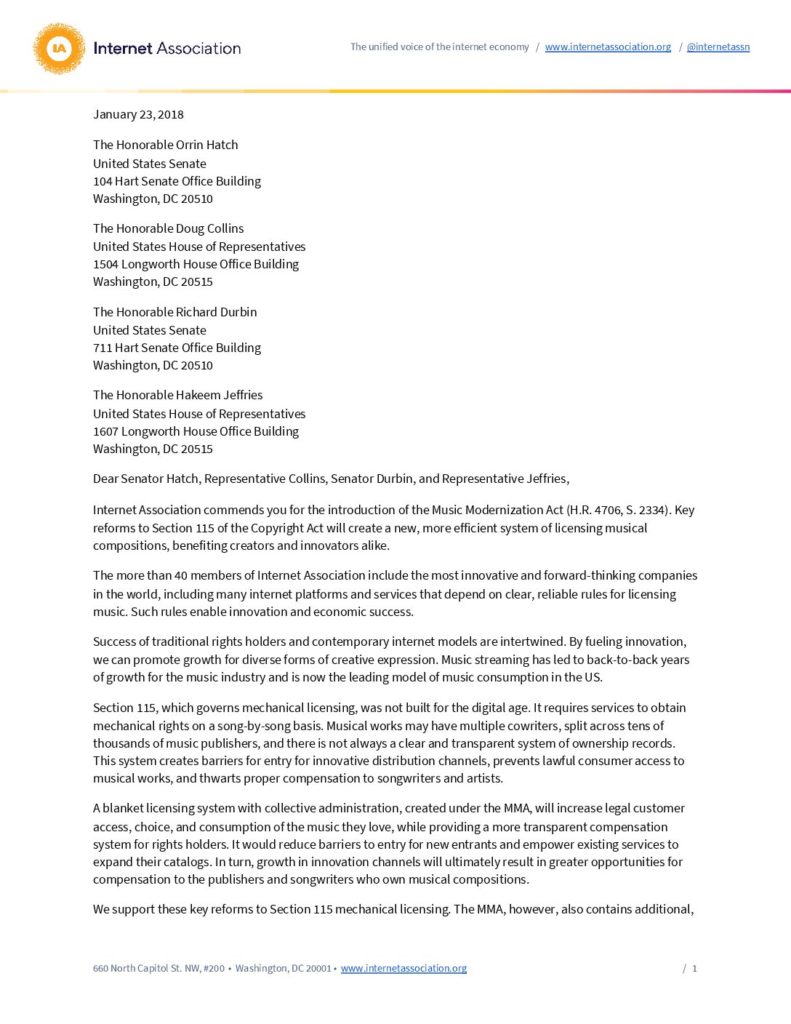 IA Internet Association
The unified voice of the internet economy / www.internetassociation.org / @internetassn
January 23, 2018
The Honorable Orrin Hatch
United States Senate
104 Hart Senate Office Building
Washington, DC 20510
The Honorable Doug Collins
United States House of Representatives
1504 Longworth House Office Building
Washington, DC 20515
The Honorable Richard Durbin
United States Senate
711 Hart Senate Office Building
Washington, DC 20510
The Honorable Hakeem Jeffries
United States House of Representatives
1607 Longworth House Office Building
Washington, DC 20515
Dear Senator Hatch, Representative Collins, Senator Durbin, and Representative Jeffries,
Internet Association commends you for the introduction of the Music Modernization Act (H.R. 4706, S. 2334). Key
reforms to Section 115 of the Copyright Act will create a new, more efficient system of licensing musical
compositions, benefiting creators and innovators alike.
The more than 40 members of Internet Association include the most innovative and forward-thinking companies
in the world, including many internet platforms and services that depend on clear, reliable rules for licensing
music. Such rules enable innovation and economic success.
Success of traditional rights holders and contemporary internet models are intertwined. By fueling innovation,
we can promote growth for diverse forms of creative expression. Music streaming has led to back-to-back years
of growth for the music industry and is now the leading model of music consumption in the US.
Section 115, which governs mechanical licensing, was not built for the digital age. It requires services to obtain
mechanical rights on a song-by-song basis. Musical works may have multiple cowriters, split across tens of
thousands of music publishers, and there is not always a clear and transparent system of ownership records.
This system creates barriers for entry for innovative distribution channels, prevents lawful consumer access to
musical works, and thwarts proper compensation to songwriters and artists.
A blanket licensing system with collective administration, created under the MMA, will increase legal customer
access, choice, and consumption of the music they love, while providing a more transparent compensation
system for rights holders. It would reduce barriers to entry for new entrants and empower existing services to
expand their catalogs. In turn, growth in innovation channels will ultimately result in greater opportunities for
compensation to the publishers and songwriters who own musical compositions.
We support these key reforms to Section 115 mechanical licensing. The MMA, however, also contains additional,
660 North Capitol St. NW, #200 • Washington, DC 20001 • www.internetassociation.org / 1